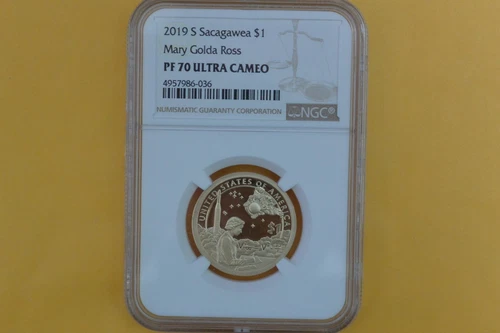 2019 S Sacagawea $1
Mary Golda Ross
PF 70 ULTRA CAMEO
4957986-036
NUMISMATIC GUARANTY CORPORATION
NGC®
UNITED STATES OF AMERICA
$1